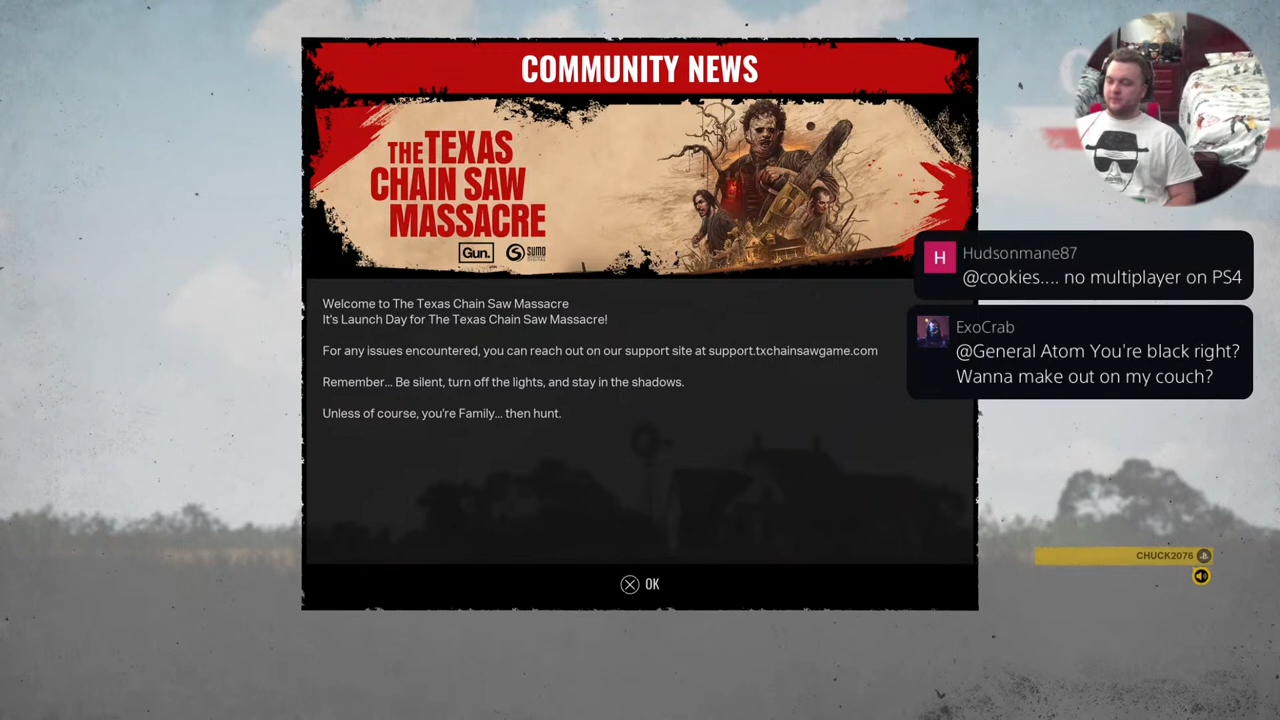 COMMUNITY NEWS
THE TEXAS
CHAIN SAW
MASSACRE
Gun.
SUMO
DIGITAL
Welcome to The Texas Chain Saw Massacre
It's Launch Day for The Texas Chain Saw Massacre!
For any issues encountered, you can reach out on our support site at support.txchainsawgame.com
Remember... Be silent, turn off the lights, and stay in the shadows.
Unless of course, you're Family... then hunt.
OK
H
Hudsonmane87
@cookies.... no multiplayer on PS4
ExoCrab
@General Atom You're black right?
Wanna make out on my couch?
CHUCK2076